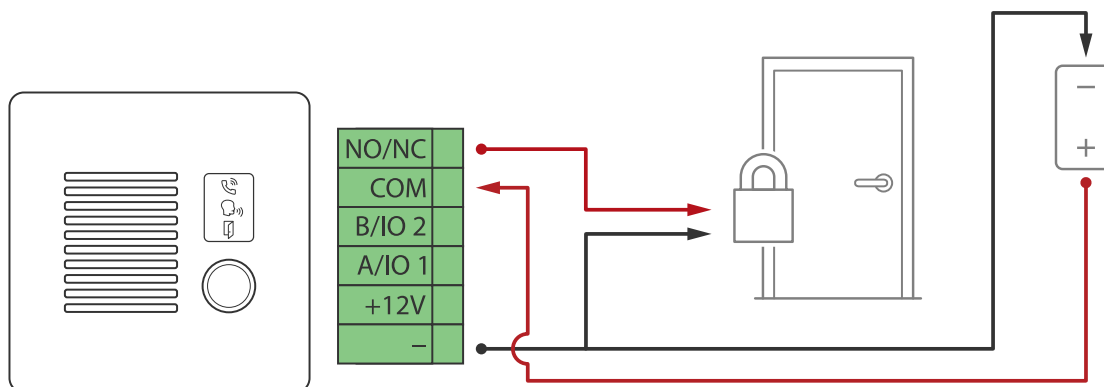 NO/NC
COM
B/IO 2
A/IO 1
+12V
–
−
+